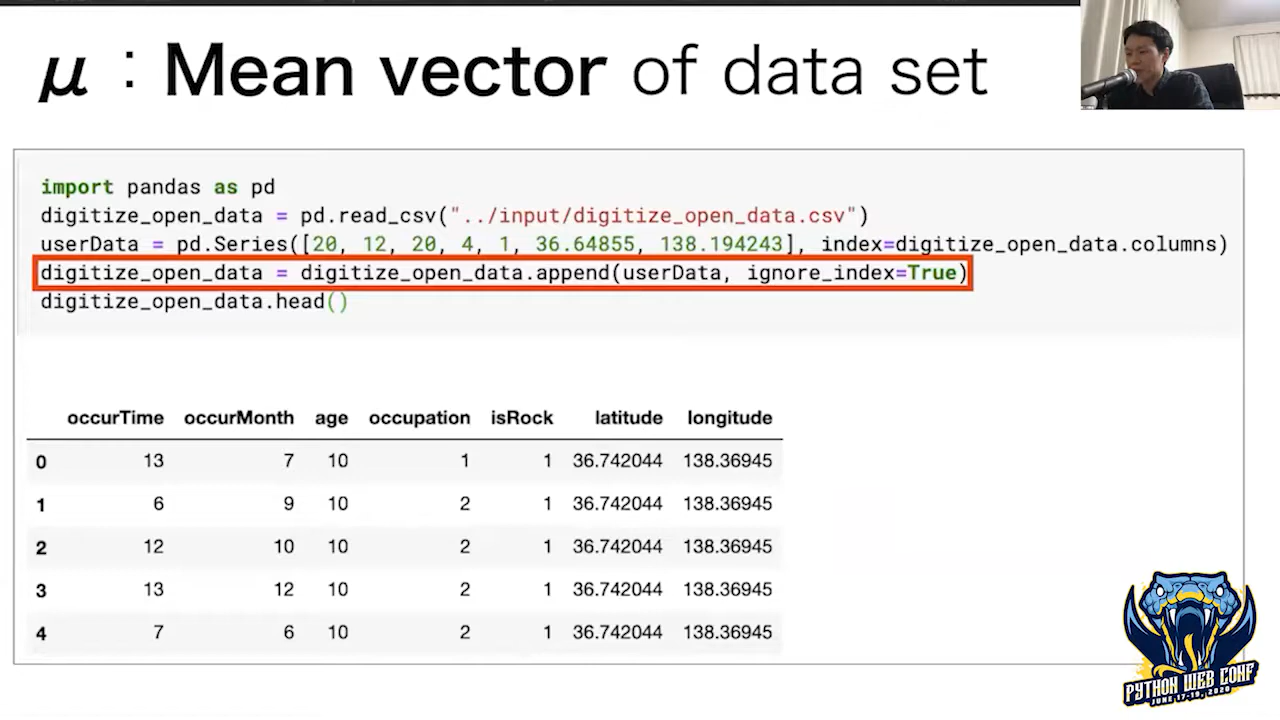 μ : Mean vector of data set
import pandas as pd
digitize_open_data = pd.read_csv("../input/digitize_open_data.csv")
userData = pd.Series([20, 12, 20, 4, 1, 36.64855, 138.194243], index=digitize_open_data.columns)
digitize_open_data = digitize_open_data.append(userData, ignore_index=True)
digitize_open_data.head()
occurTime occurMonth age occupation isRock latitude longitude
0 13 7 10 1 1 36.742044 138.36945
1 6 9 10 2 1 36.742044 138.36945
2 12 10 10 2 1 36.742044 138.36945
3 13 12 10 2 1 36.742044 138.36945
4 7 6 10 2 1 36.742044 138.36945
PYTHON WEB CONF
JUNE 17-19, 2020